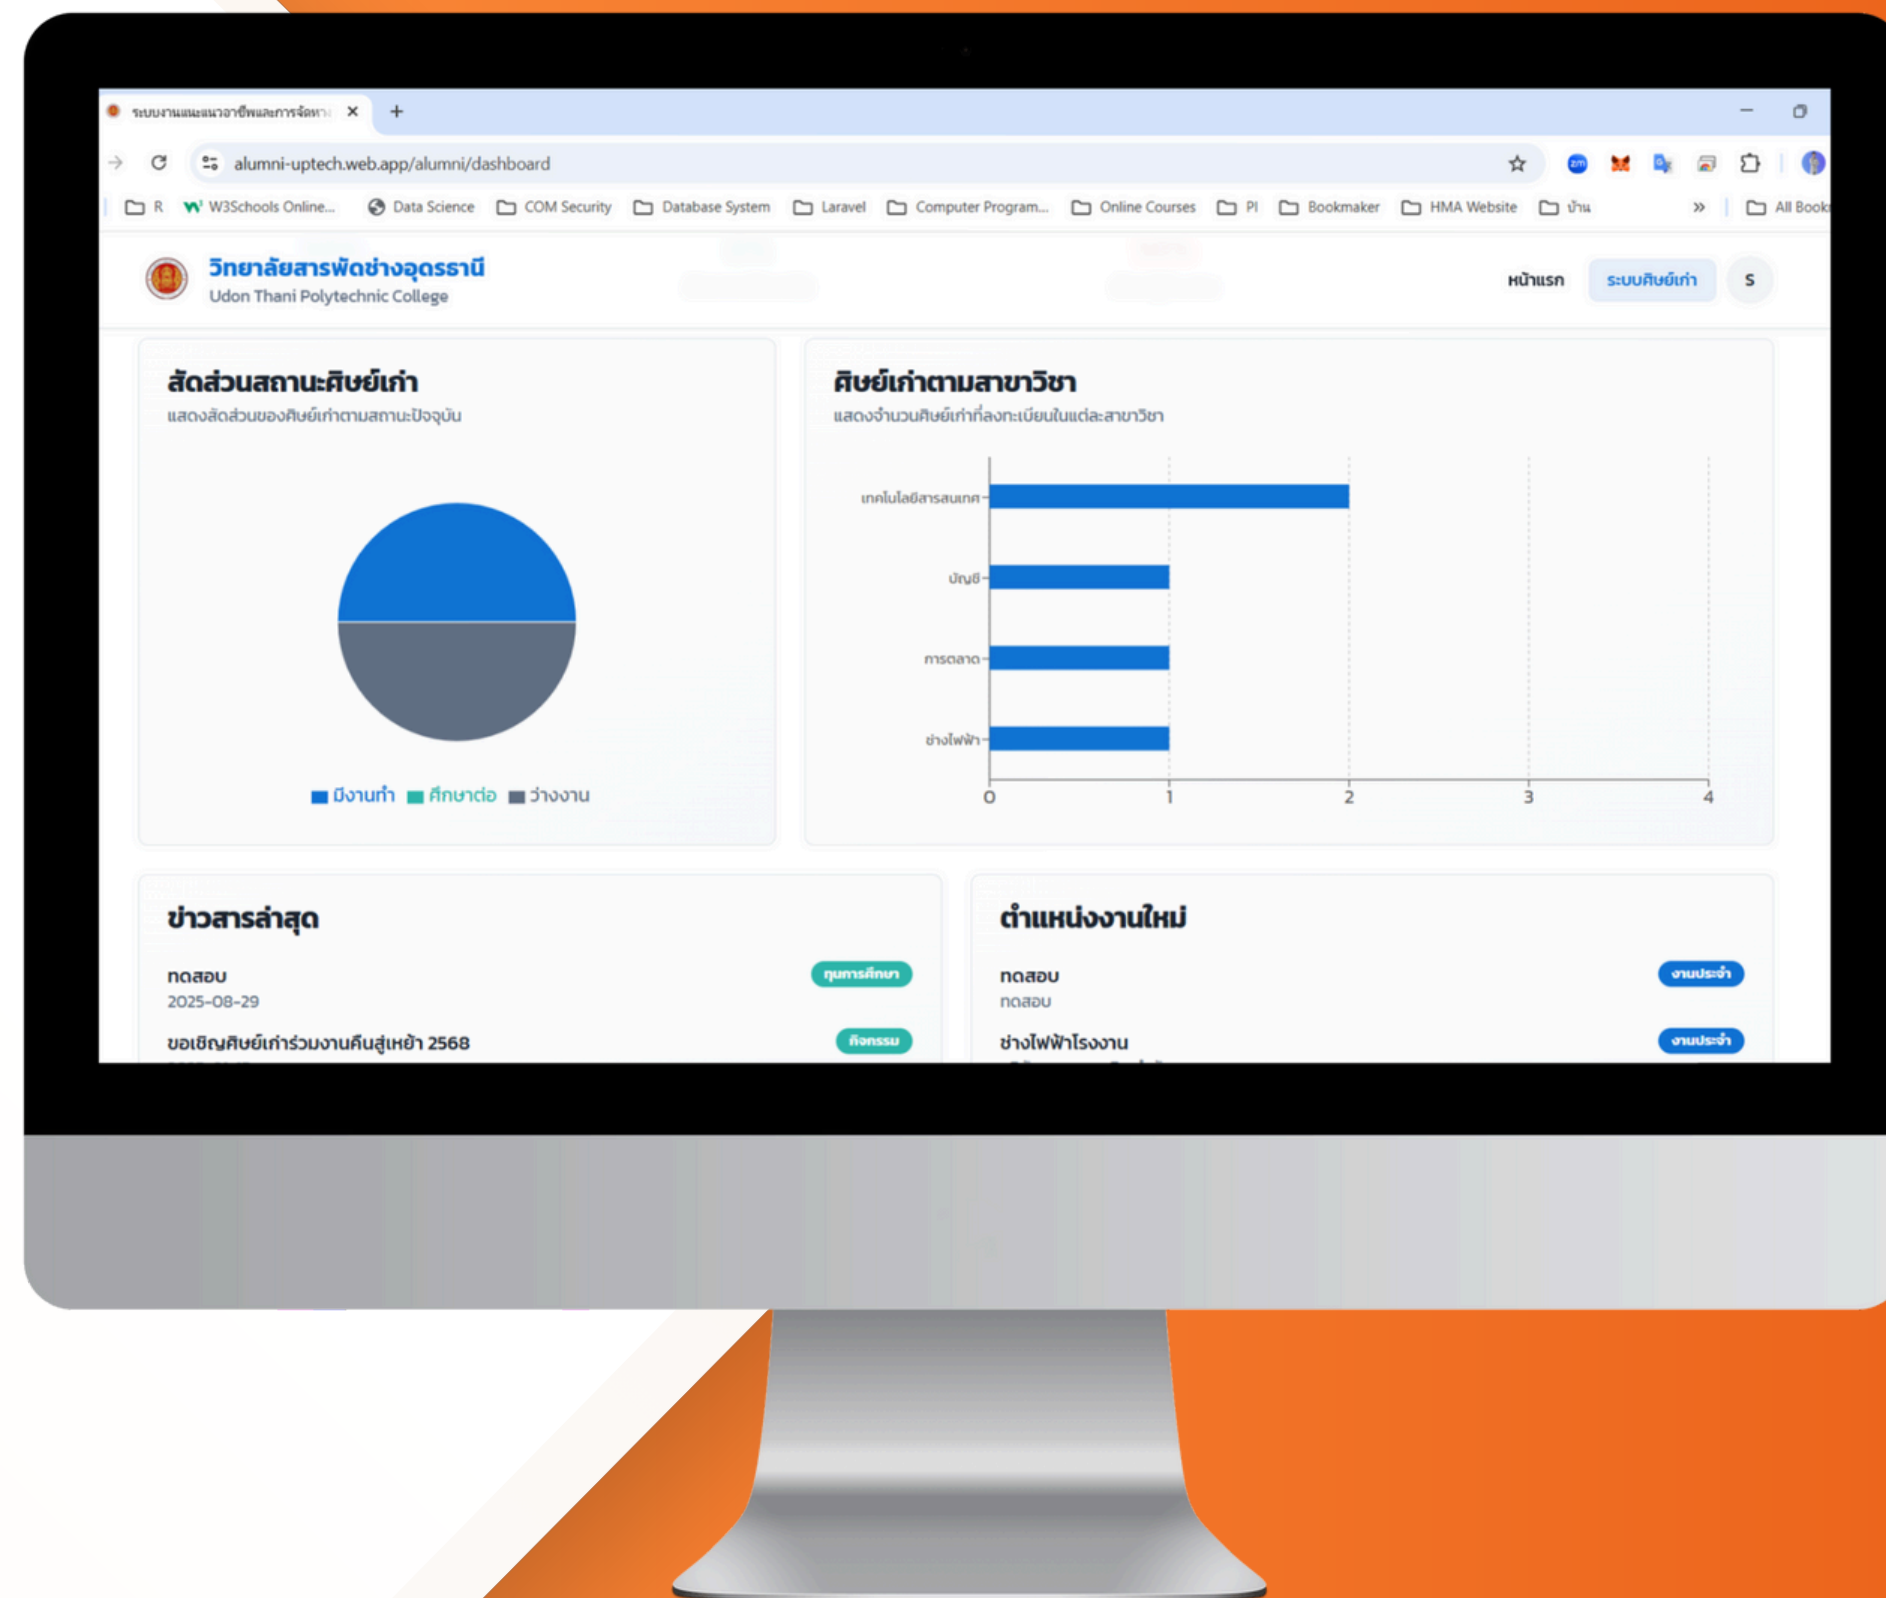 ระบบงานแนะแนวอาชีพและการจัดหา
alumni-uptech.web.app/alumni/dashboard
R W3Schools Online... Data Science COM Security Database System Laravel Computer Program... Online Courses PI Bookmaker HMA Website บ้าน » All Book
วิทยาลัยสารพัดช่างอุดรธานี
Udon Thani Polytechnic College
หน้าแรก ระบบศิษย์เก่า S
สัดส่วนสถานะศิษย์เก่า
แสดงสัดส่วนของศิษย์เก่าตามสถานะปัจจุบัน
มีงานทำ ศึกษาต่อ ว่างงาน
ศิษย์เก่าตามสาขาวิชา
แสดงจำนวนศิษย์เก่าที่ลงทะเบียนในแต่ละสาขาวิชา
เทคโนโลยีสารสนเทศ
บัญชี
การตลาด
ช่างไฟฟ้า
0 1 2 3 4
ข่าวสารล่าสุด
ทดสอบ ทุนการศึกษา
2025-08-29
ขอเชิญศิษย์เก่าร่วมงานคืนสู่เหย้า 2568 กิจกรรม
ตำแหน่งงานใหม่
ทดสอบ งานประจำ
ทดสอบ
ช่างไฟฟ้าโรงงาน งานประจำ